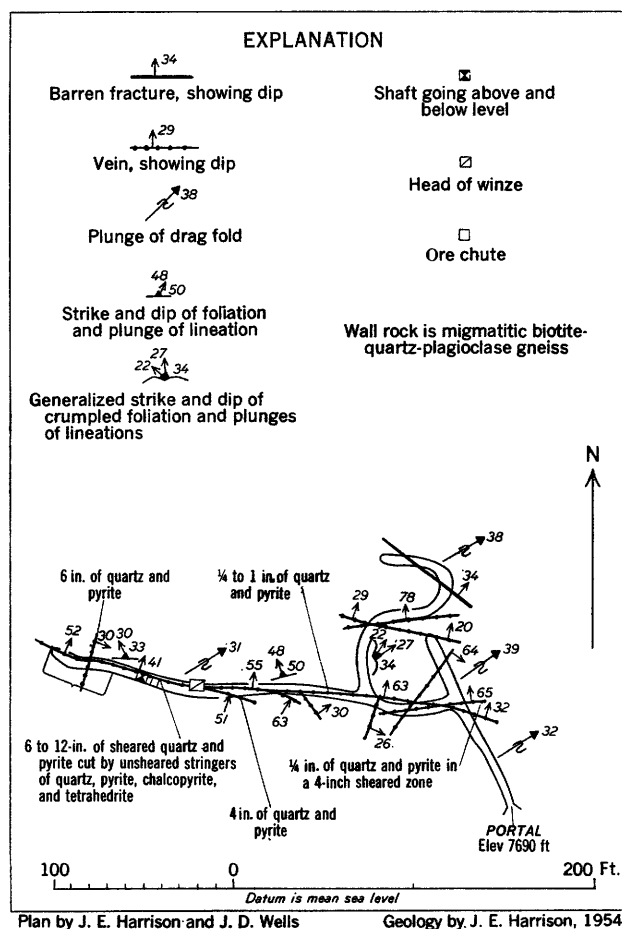 EXPLANATION
34
Barren fracture, showing dip
29
Vein, showing dip
38
Plunge of drag fold
48
50
Strike and dip of foliation
and plunge of lineation
27
22 34
Generalized strike and dip of
crumpled foliation and plunges
of lineations
Shaft going above and
below level
Head of winze
Ore chute
Wall rock is migmatitic biotite-
quartz-plagioclase gneiss
N
38
6 in. of quartz and
pyrite
¼ to 1 in. of quartz
and pyrite
34
29
78
20
52
30
30
33
41
31
48
50
55
22
27
34
64
39
63
65
32
51
63
30
26
32
6 to 12-in. of sheared quartz and
pyrite cut by unsheared stringers
of quartz, pyrite, chalcopyrite,
and tetrahedrite
4 in. of quartz and
pyrite
¼ in. of quartz and pyrite in
a 4-inch sheared zone
PORTAL
Elev 7690 ft
100 0 200 Ft.
Datum is mean sea level
Plan by J. E. Harrison and J. D. Wells
Geology by J. E. Harrison, 1954